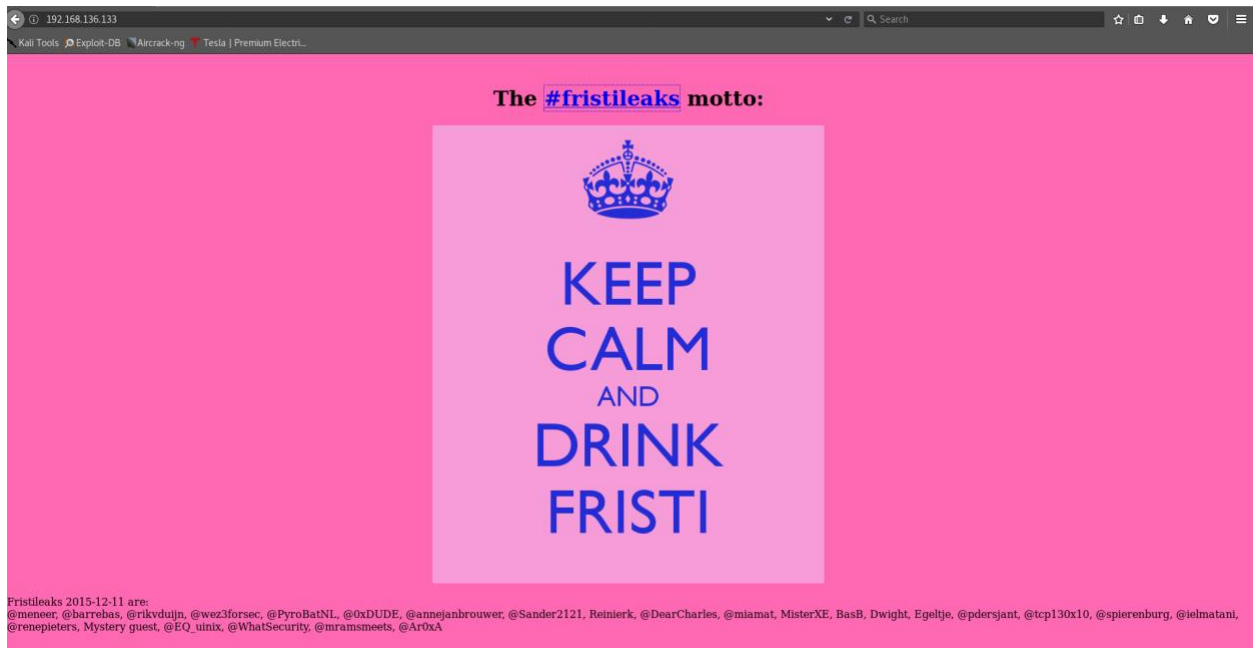 192.168.136.133
Search
Kali Tools Exploit-DB Aircrack-ng Tesla | Premium Electri...
The #fristileaks motto:
KEEP
CALM
AND
DRINK
FRISTI
Fristileaks 2015-12-11 are:
@meneer, @barrebas, @rikvduijn, @wez3forsec, @PyroBatNL, @0xDUDE, @annejanbrouwer, @Sander2121, Reinierk, @DearCharles, @miamat, MisterXE, BasB, Dwight, Egeltje, @pdersjant, @tcp130x10, @spierenburg, @ielmatani,
@renepieters, Mystery guest, @EQ_uinix, @WhatSecurity, @mramsmeets, @Ar0xA